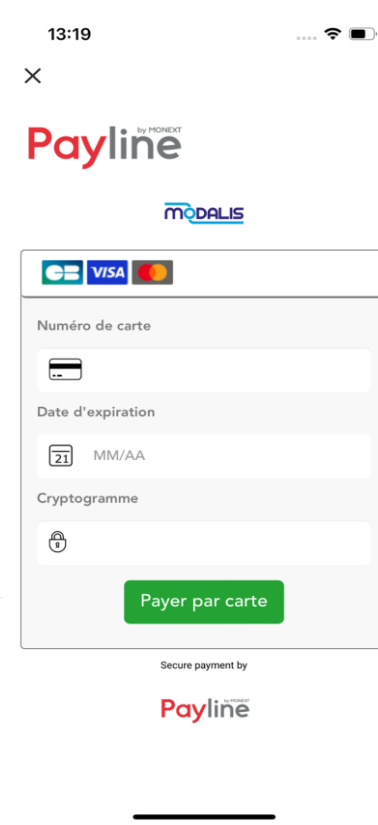 13:19
by MONEXT
Payline
MODALIS
CB VISA
Numéro de carte
Date d'expiration
21 MM/AA
Cryptogramme
Payer par carte
Secure payment by
by MONEXT
Payline